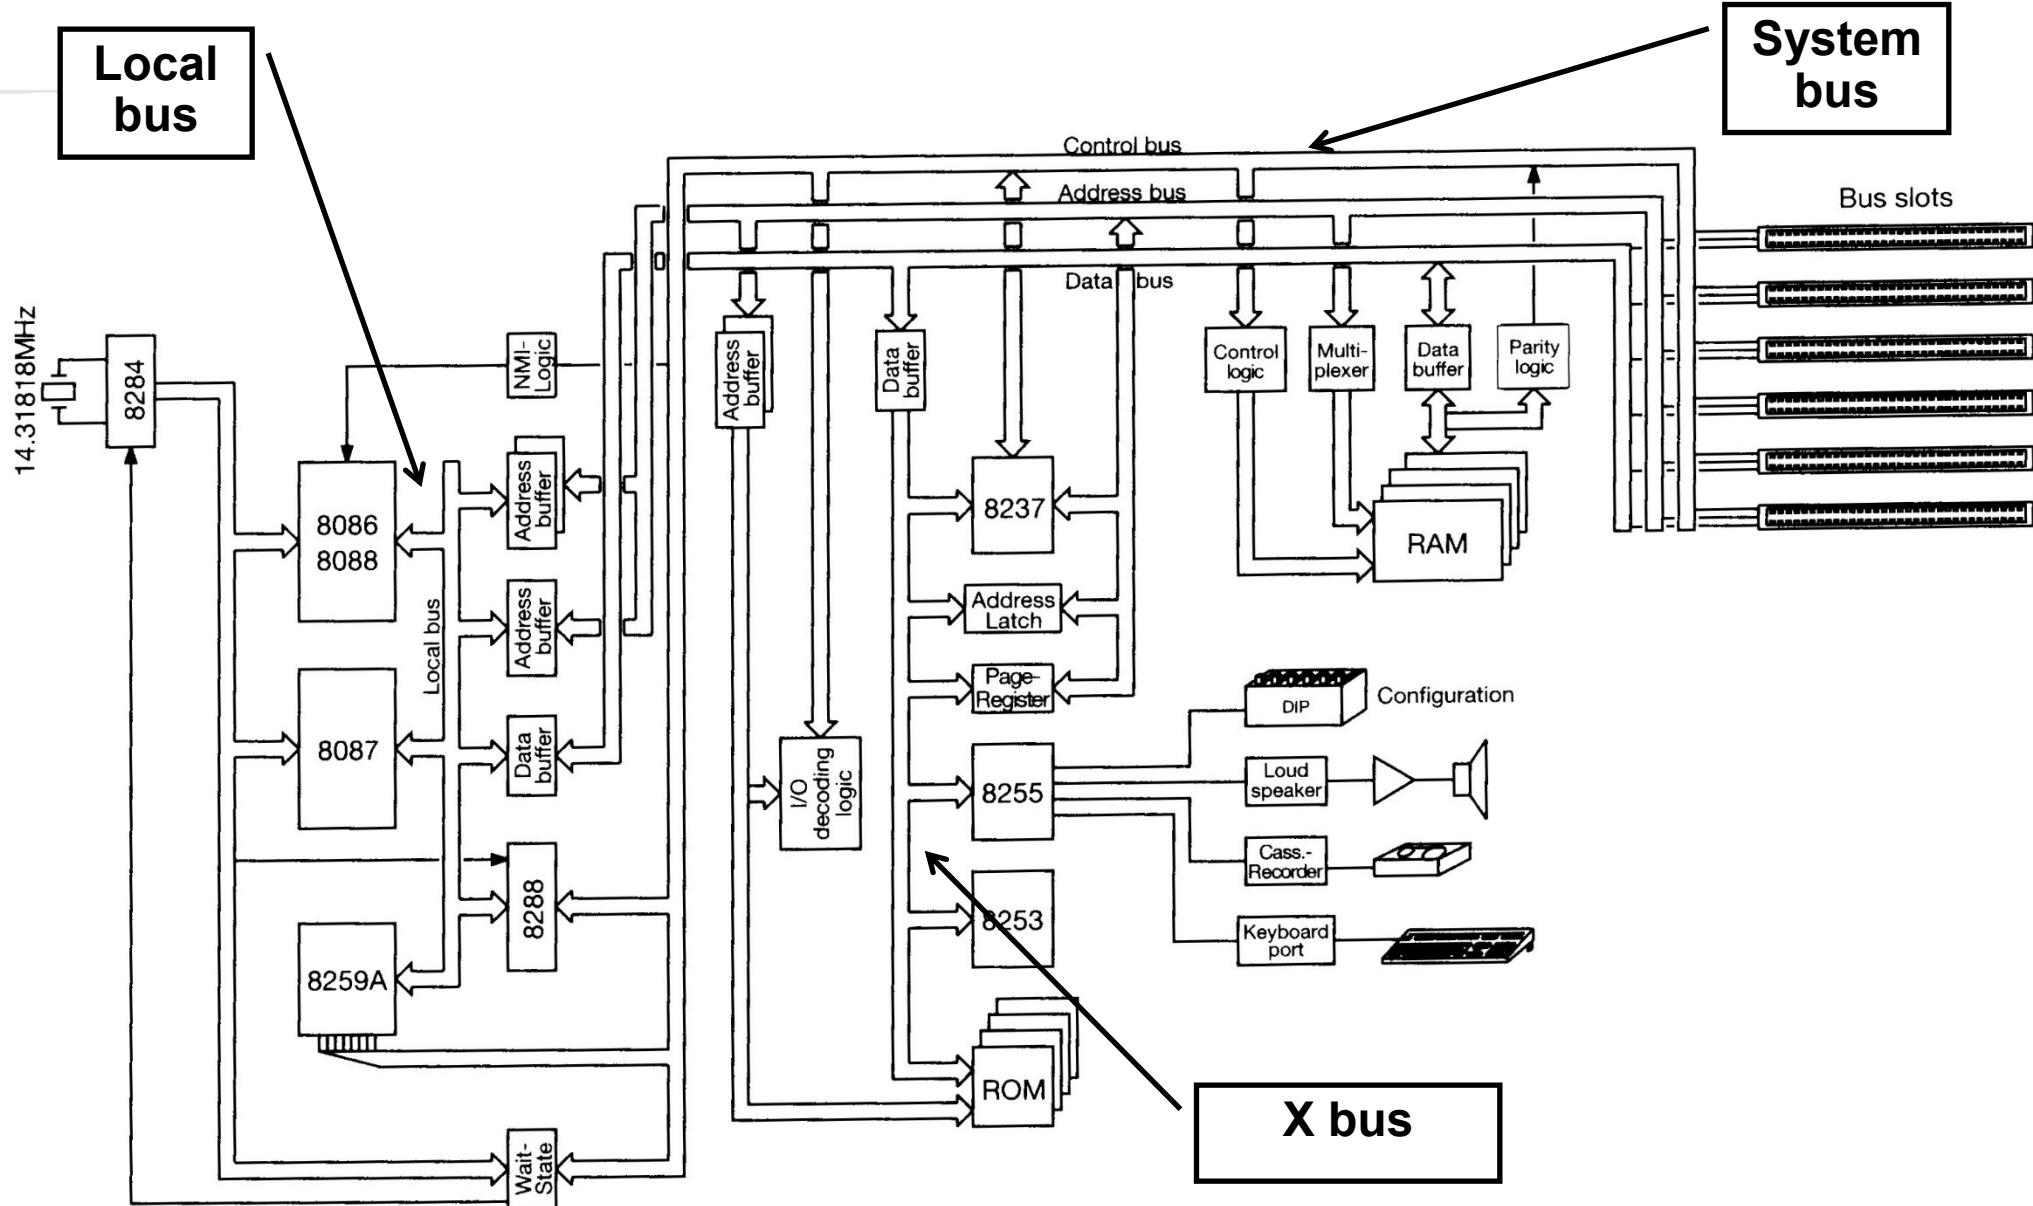 Local
bus
System
bus
Control bus
Address bus
Data bus
Bus slots
14.31818MHz
8284
NMI-
Logic
Address
buffer
Data
buffer
Control
logic
Multi-
plexer
Data
buffer
Parity
logic
8086
8088
Address
buffer
8237
RAM
Local bus
Address
buffer
Address
Latch
Page-
Register
DIP
Configuration
8087
Data
buffer
I/O
decoding
logic
8255
Loud
speaker
Cass.-
Recorder
8288
8253
Keyboard
port
8259A
ROM
X bus
Wait-
State